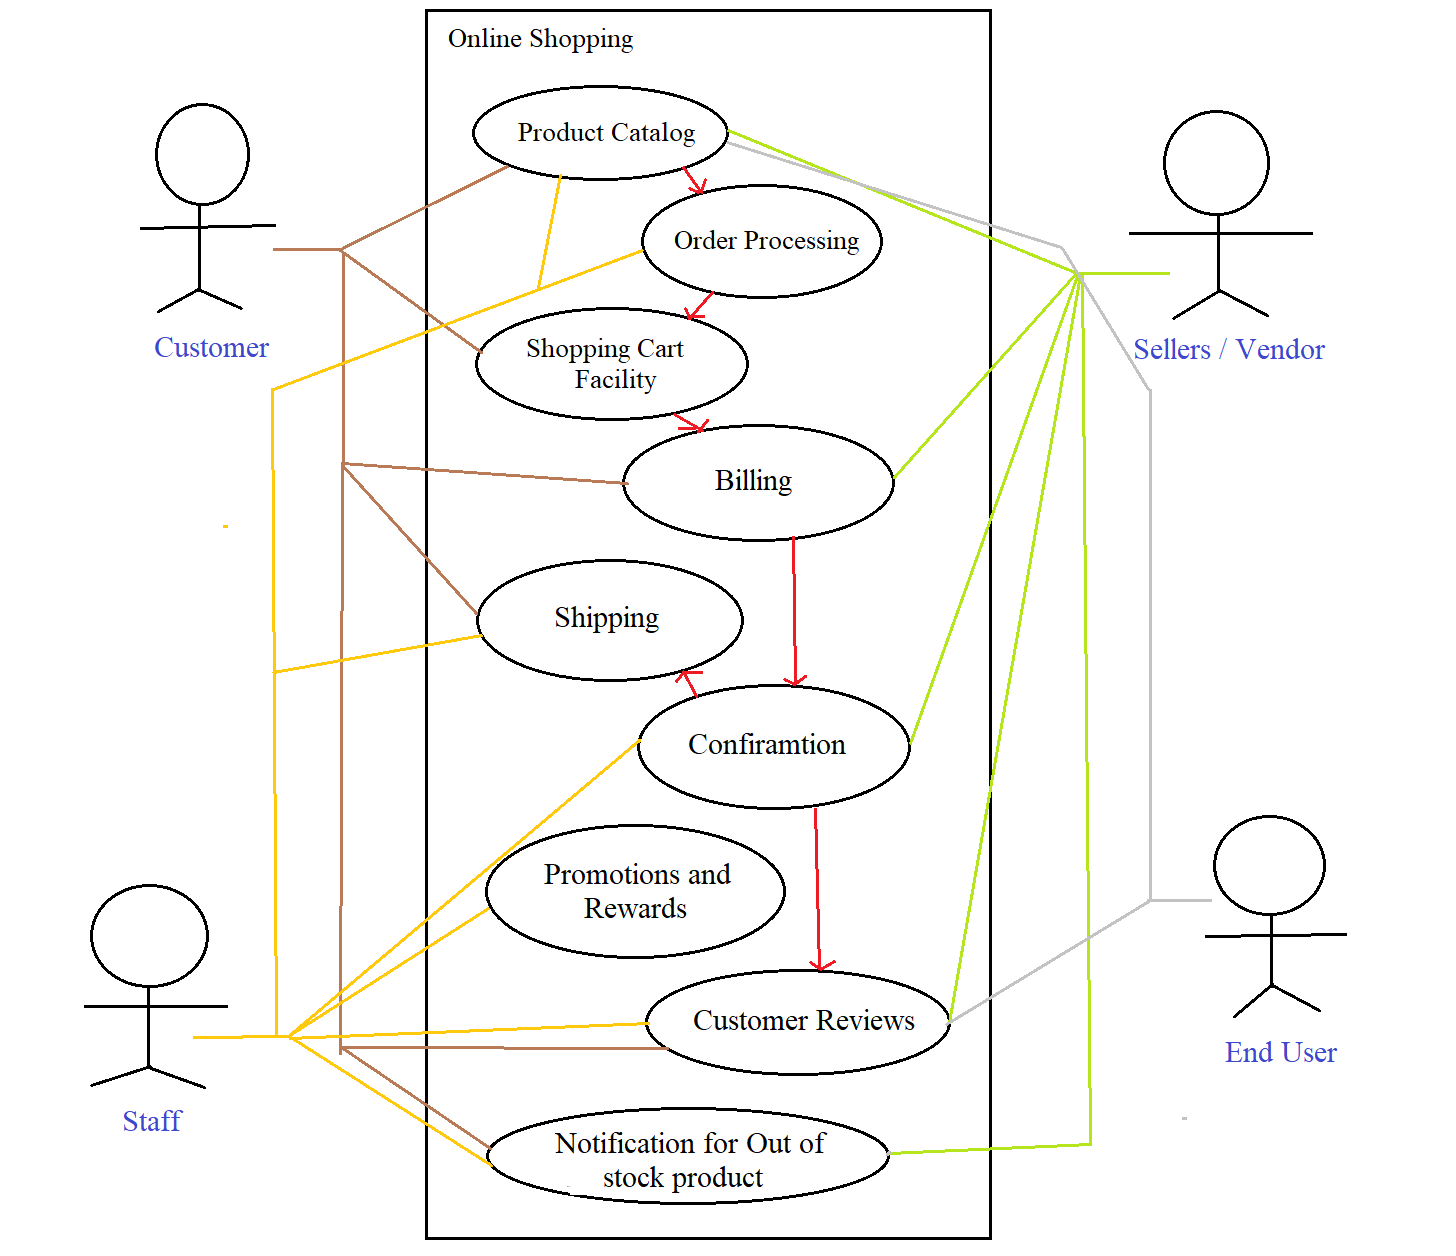 Online Shopping
Product Catalog
Order Processing
Customer
Sellers / Vendor
Shopping Cart
Facility
Billing
Shipping
Confiramtion
Promotions and
Rewards
Customer Reviews
End User
Staff
Notification for Out of
stock product